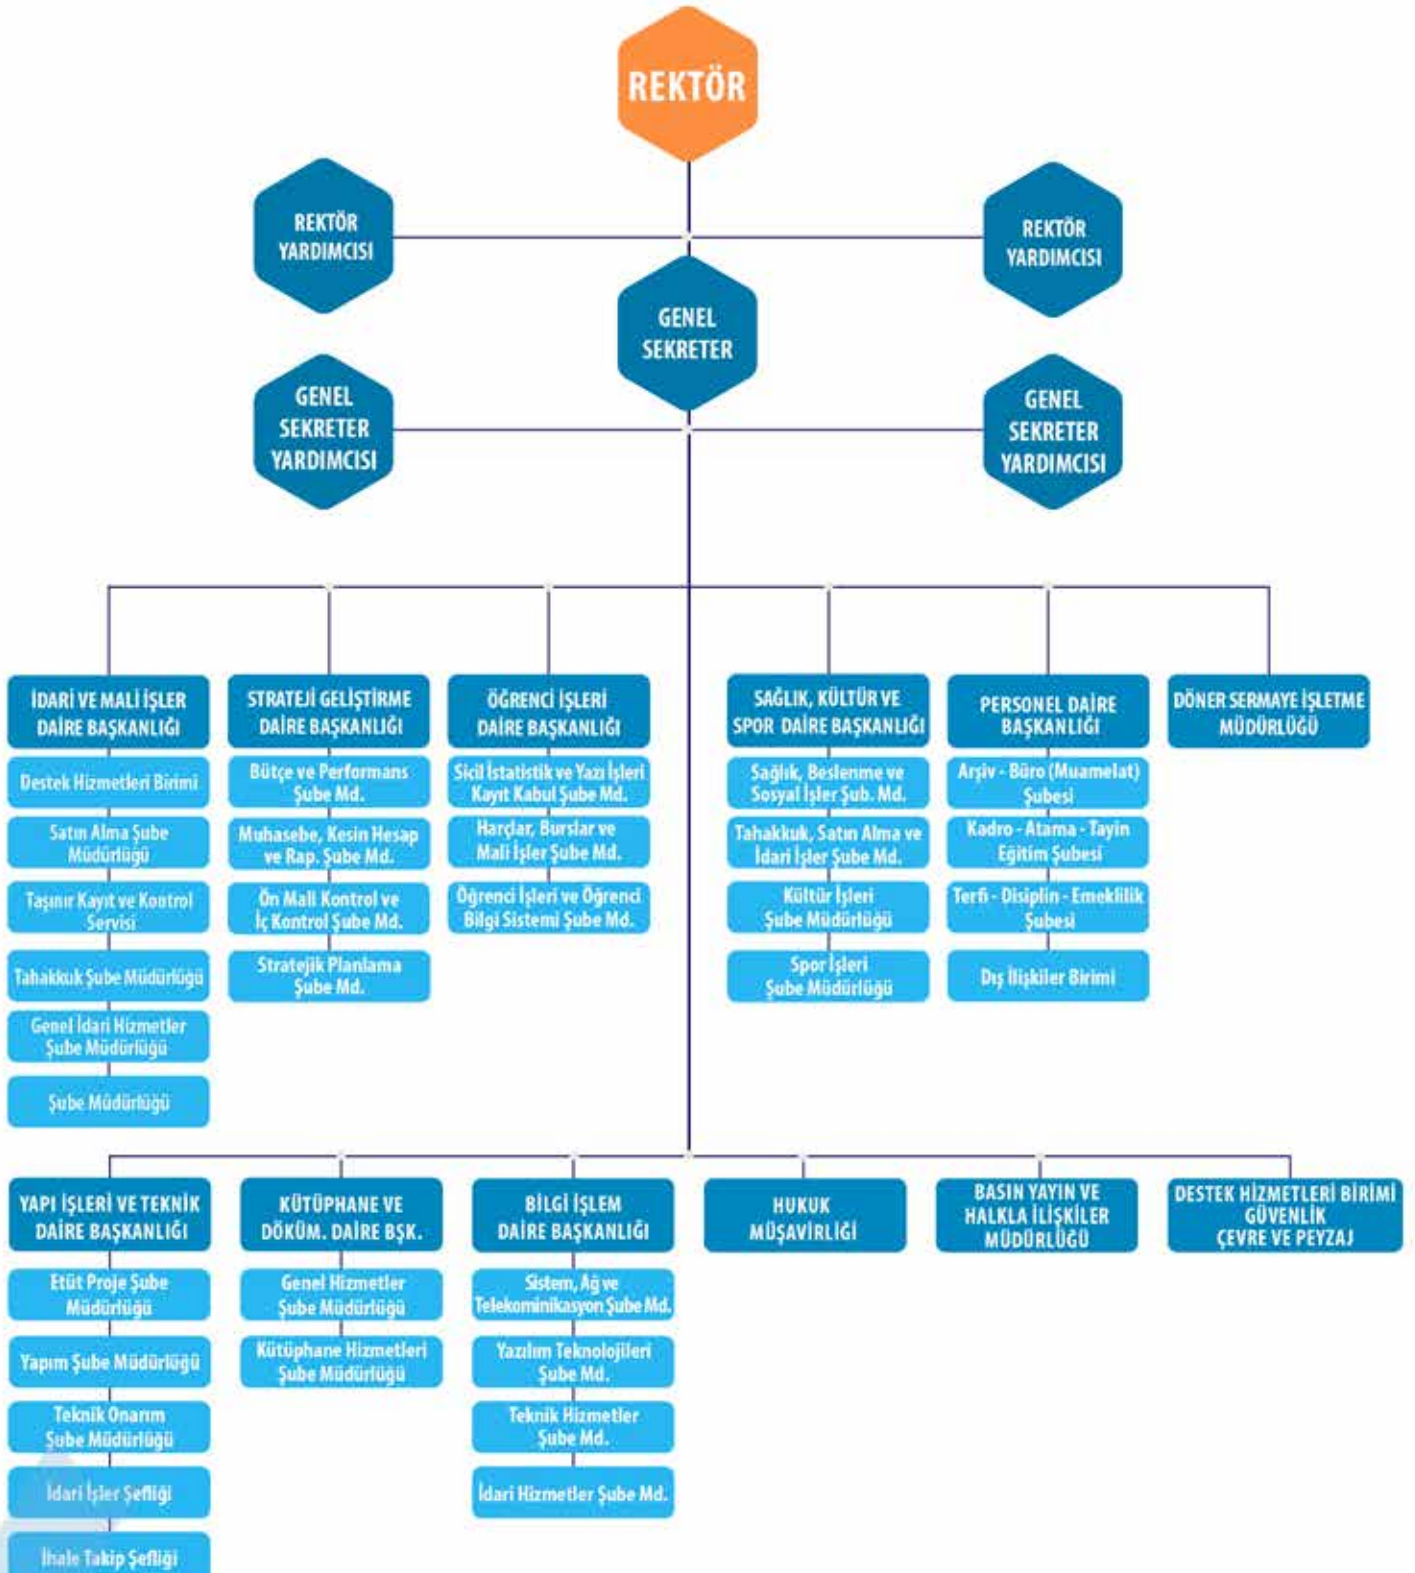 REKTÖR
REKTÖR
YARDIMCISI
REKTÖR
YARDIMCISI
GENEL
SEKRETER
GENEL
SEKRETER
YARDIMCISI
GENEL
SEKRETER
YARDIMCISI
İDARİ VE MALİ İŞLER
DAİRE BAŞKANLIĞI
Destek Hizmetleri Birimi
Satın Alma Şube
Müdürlüğü
Taşınır Kayıt ve Kontrol
Servisi
Tahakkuk Şube Müdürlüğü
Genel İdari Hizmetler
Şube Müdürlüğü
Şube Müdürlüğü
STRATEJİ GELİŞTİRME
DAİRE BAŞKANLIĞI
Bütçe ve Performans
Şube Md.
Muhasebe, Kesin Hesap
ve Rap. Şube Md.
Ön Mali Kontrol ve
İç Kontrol Şube Md.
Stratejik Planlama
Şube Md.
ÖĞRENCİ İŞLERİ
DAİRE BAŞKANLIĞI
Sicil İstatistik ve Yazı İşleri
Kayıt Kabul Şube Md.
Harçlar, Burslar ve
Mali İşler Şube Md.
Öğrenci İşleri ve Öğrenci
Bilgi Sistemi Şube Md.
SAĞLIK, KÜLTÜR VE
SPOR DAİRE BAŞKANLIĞI
Sağlık, Beslenme ve
Sosyal İşler Şub. Md.
Tahakkuk, Satın Alma ve
İdari İşler Şube Md.
Kültür İşleri
Şube Müdürlüğü
Spor İşleri
Şube Müdürlüğü
PERSONEL DAİRE
BAŞKANLIĞI
Arşiv - Büro (Muamelat)
Şubesi
Kadro - Atama - Tayin
Eğitim Şubesi
Terfi - Disiplin - Emeklilik
Şubesi
Dış İlişkiler Birimi
DÖNER SERMAYE İŞLETME
MÜDÜRLÜĞÜ
YAPI İŞLERİ VE TEKNİK
DAİRE BAŞKANLIĞI
Etüt Proje Şube
Müdürlüğü
Yapım Şube Müdürlüğü
Teknik Onarım
Şube Müdürlüğü
İdari İşler Şefliği
İhale Takip Şefliği
KÜTÜPHANE VE
DÖKÜM. DAİRE BŞK.
Genel Hizmetler
Şube Müdürlüğü
Kütüphane Hizmetleri
Şube Müdürlüğü
BİLGİ İŞLEM
DAİRE BAŞKANLIĞI
Sistem, Ağ ve
Telekominikasyon Şube Md.
Yazılım Teknolojileri
Şube Md.
Teknik Hizmetler
Şube Md.
İdari Hizmetler Şube Md.
HUKUK
MÜŞAVİRLİĞİ
BASIN YAYIN VE
HALKLA İLİŞKİLER
MÜDÜRLÜĞÜ
DESTEK HİZMETLERİ BİRİMİ
GÜVENLİK
ÇEVRE VE PEYZAJ